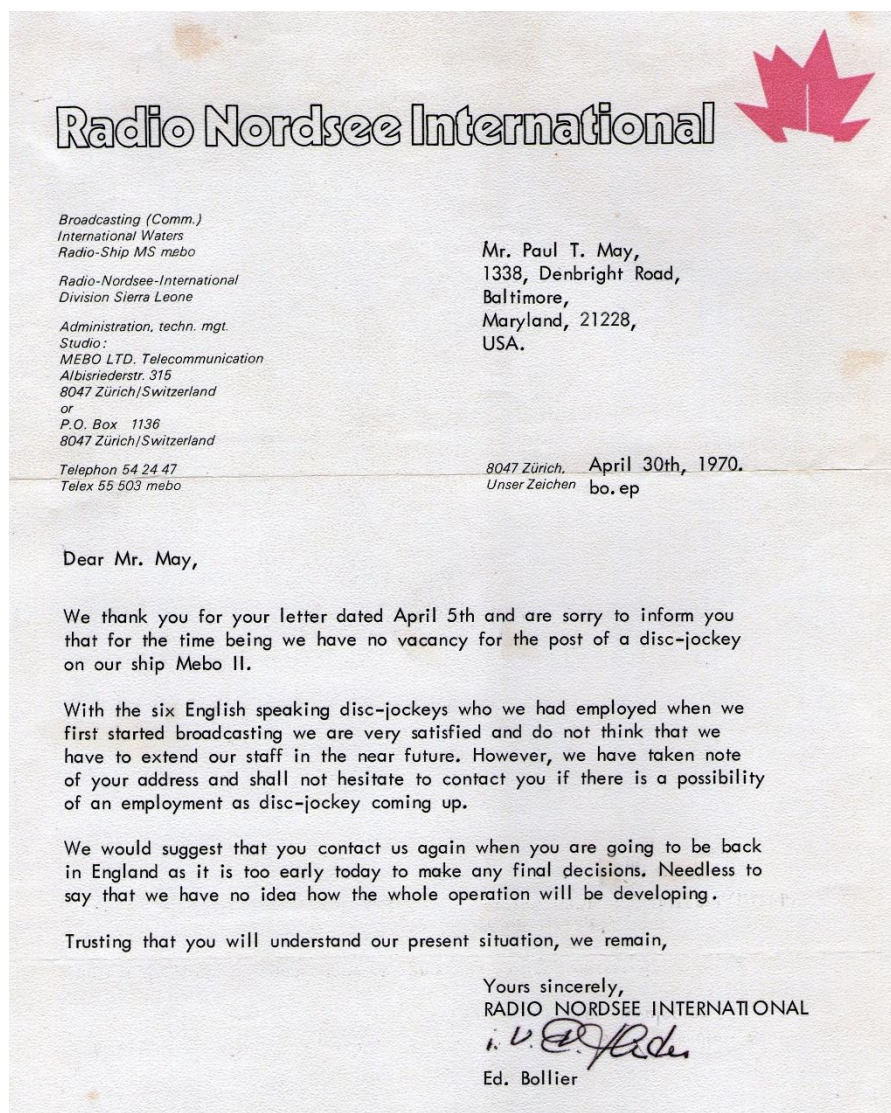 Radio Nordsee International
Broadcasting (Comm.)
International Waters
Radio-Ship MS mebo
Radio-Nordsee-International
Division Sierra Leone
Administration, techn. mgt.
Studio:
MEBO LTD. Telecommunication
Albisriederstr. 315
8047 Zürich/Switzerland
or
P.O. Box 1136
8047 Zürich/Switzerland
Telephon 54 24 47
Telex 55 503 mebo
Mr. Paul T. May,
1338, Denbright Road,
Baltimore,
Maryland, 21228,
USA.
8047 Zürich, April 30th, 1970.
Unser Zeichen bo.ep
Dear Mr. May,
We thank you for your letter dated April 5th and are sorry to inform you
that for the time being we have no vacancy for the post of a disc-jockey
on our ship Mebo II.
With the six English speaking disc-jockeys who we had employed when we
first started broadcasting we are very satisfied and do not think that we
have to extend our staff in the near future. However, we have taken note
of your address and shall not hesitate to contact you if there is a possibility
of an employment as disc-jockey coming up.
We would suggest that you contact us again when you are going to be back
in England as it is too early today to make any final decisions. Needless to
say that we have no idea how the whole operation will be developing.
Trusting that you will understand our present situation, we remain,
Yours sincerely,
RADIO NORDSEE INTERNATIONAL
i.V.
Ed. Bollier